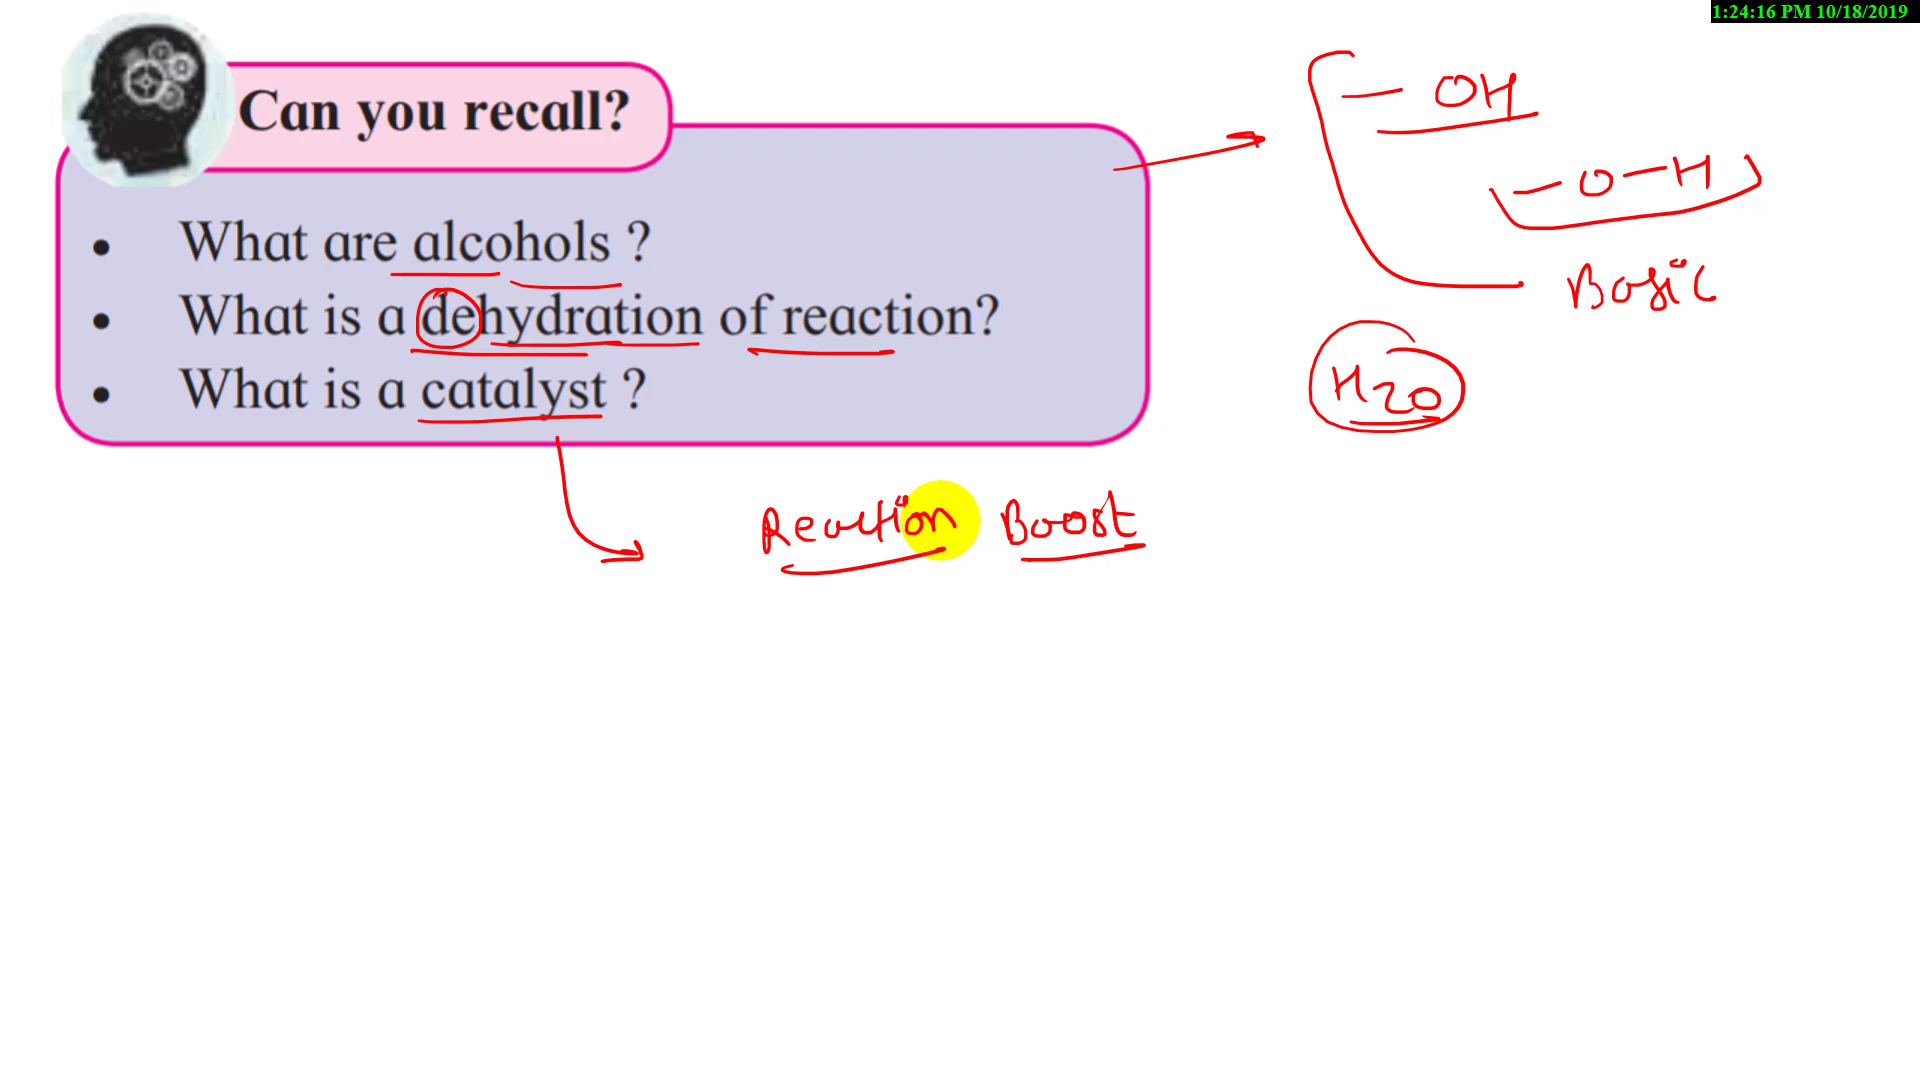 1:24:16 PM 10/18/2019
Can you recall?
• What are alcohols ?
• What is a dehydration of reaction?
• What is a catalyst ?
— OH
— O — H
Basic
H2O
Reaction Boost